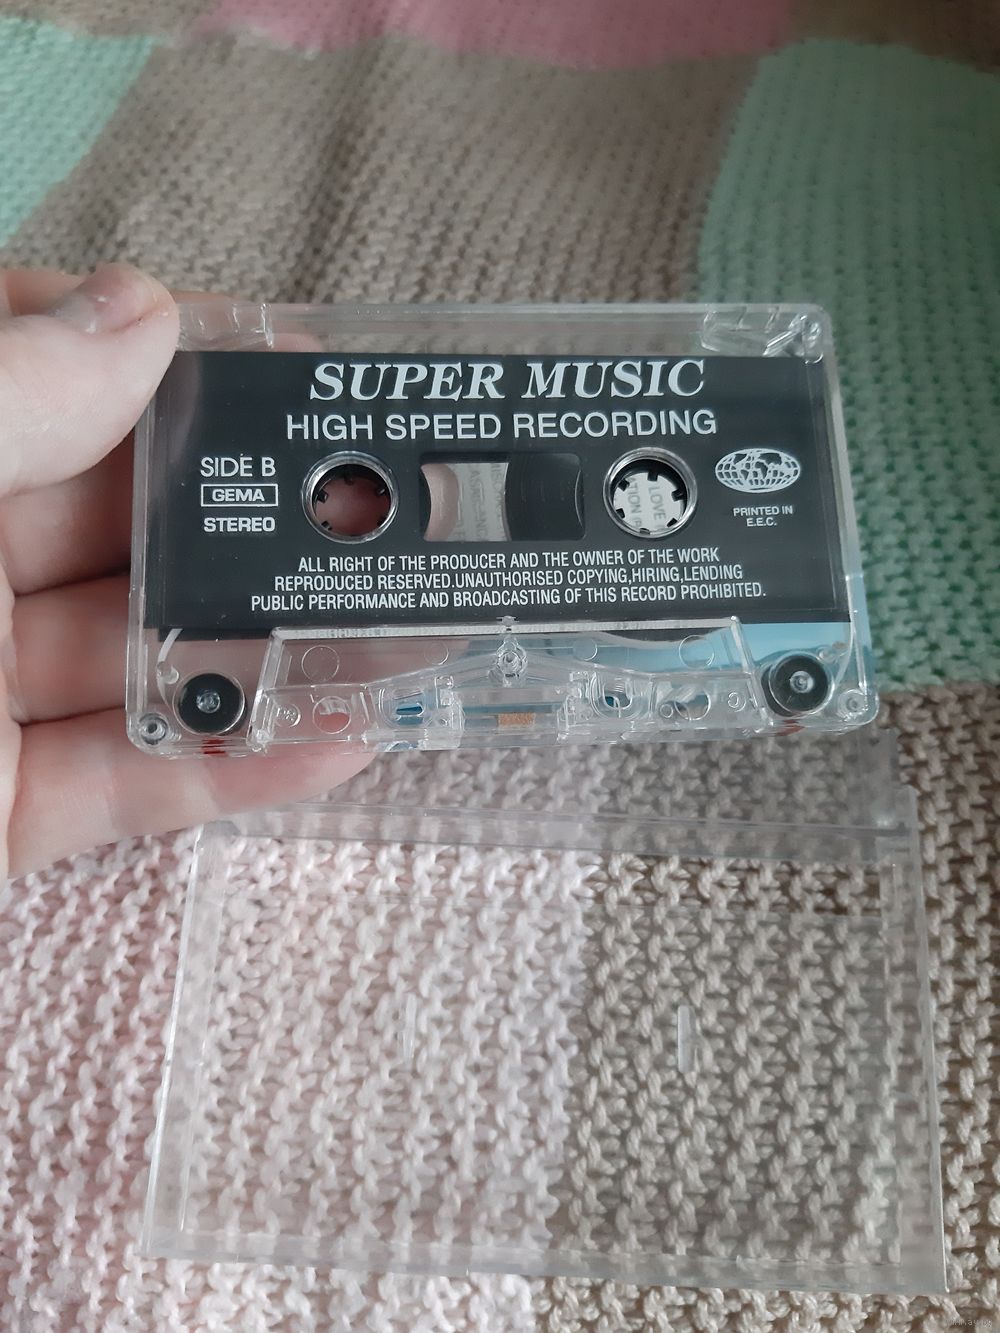 SUPER MUSIC
HIGH SPEED RECORDING
SIDE B
GEMA
STEREO
LOVE
PRINTED IN
E.E.C.
ALL RIGHT OF THE PRODUCER AND THE OWNER OF THE WORK
REPRODUCED RESERVED.UNAUTHORISED COPYING,HIRING,LENDING
PUBLIC PERFORMANCE AND BROADCASTING OF THIS RECORD PROHIBITED.